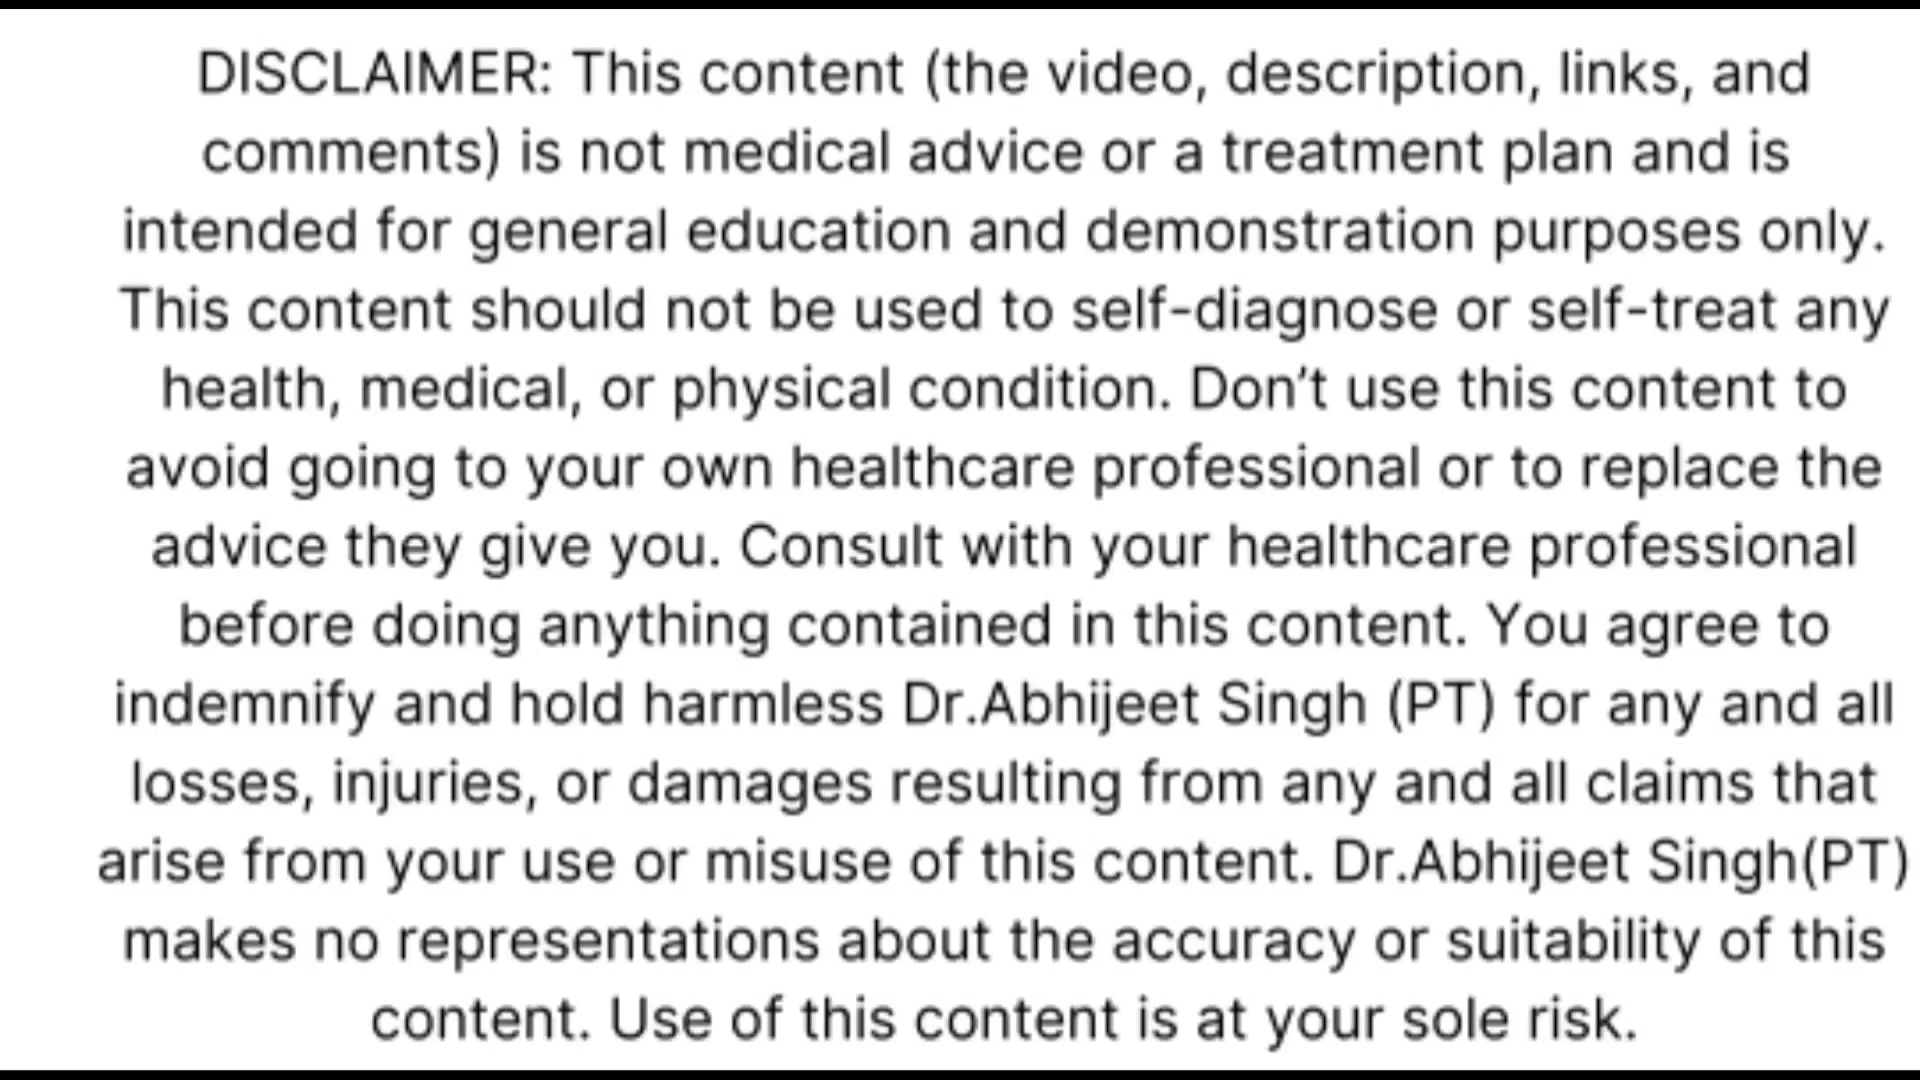 DISCLAIMER: This content (the video, description, links, and
comments) is not medical advice or a treatment plan and is
intended for general education and demonstration purposes only.
This content should not be used to self-diagnose or self-treat any
health, medical, or physical condition. Don’t use this content to
avoid going to your own healthcare professional or to replace the
advice they give you. Consult with your healthcare professional
before doing anything contained in this content. You agree to
indemnify and hold harmless Dr.Abhijeet Singh (PT) for any and all
losses, injuries, or damages resulting from any and all claims that
arise from your use or misuse of this content. Dr.Abhijeet Singh(PT)
makes no representations about the accuracy or suitability of this
content. Use of this content is at your sole risk.